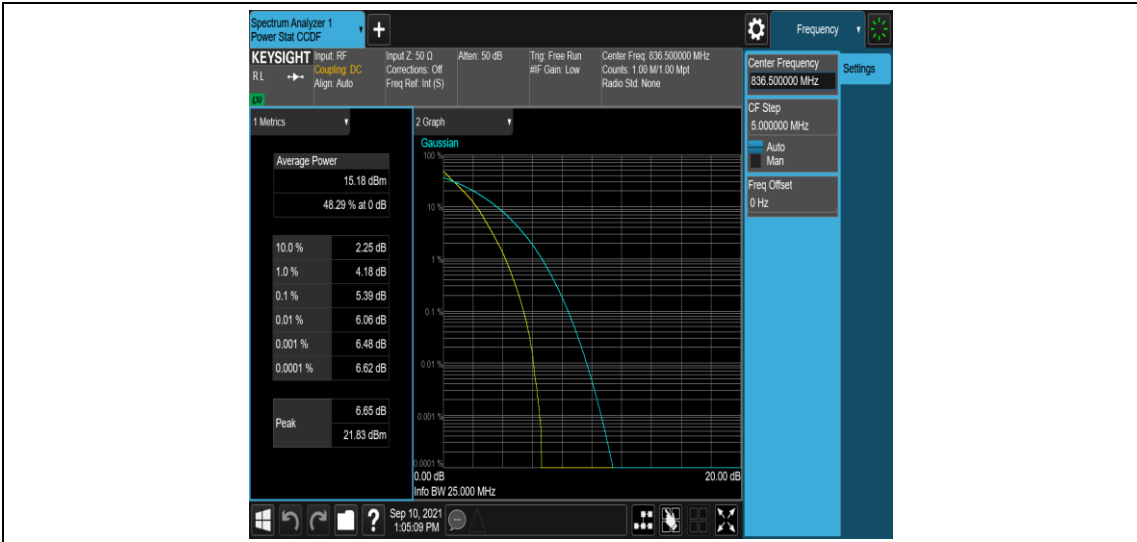 Spectrum Analyzer 1
Power Stat CCDF
+
Frequency
KEYSIGHT
RL
Input: RF
Coupling: DC
Align: Auto
Input Z: 50 Ω
Corrections: Off
Freq Ref: Int (S)
Atten: 50 dB
Trig: Free Run
#IF Gain: Low
Center Freq: 836.500000 MHz
Counts: 1.00 M/1.00 Mpt
Radio Std: None
Center Frequency
836.500000 MHz
Settings
CF Step
5.000000 MHz
Auto
Man
Freq Offset
0 Hz
1 Metrics
Average Power
15.18 dBm
48.29 % at 0 dB
10.0 % 2.25 dB
1.0 % 4.18 dB
0.1 % 5.39 dB
0.01 % 6.06 dB
0.001 % 6.48 dB
0.0001 % 6.62 dB
Peak
6.65 dB
21.83 dBm
2 Graph
Gaussian
100 %
10 %
1 %
0.1 %
0.01 %
0.001 %
0.0001 %
0.00 dB 20.00 dB
Info BW 25.000 MHz
?
Sep 10, 2021
1:05:09 PM